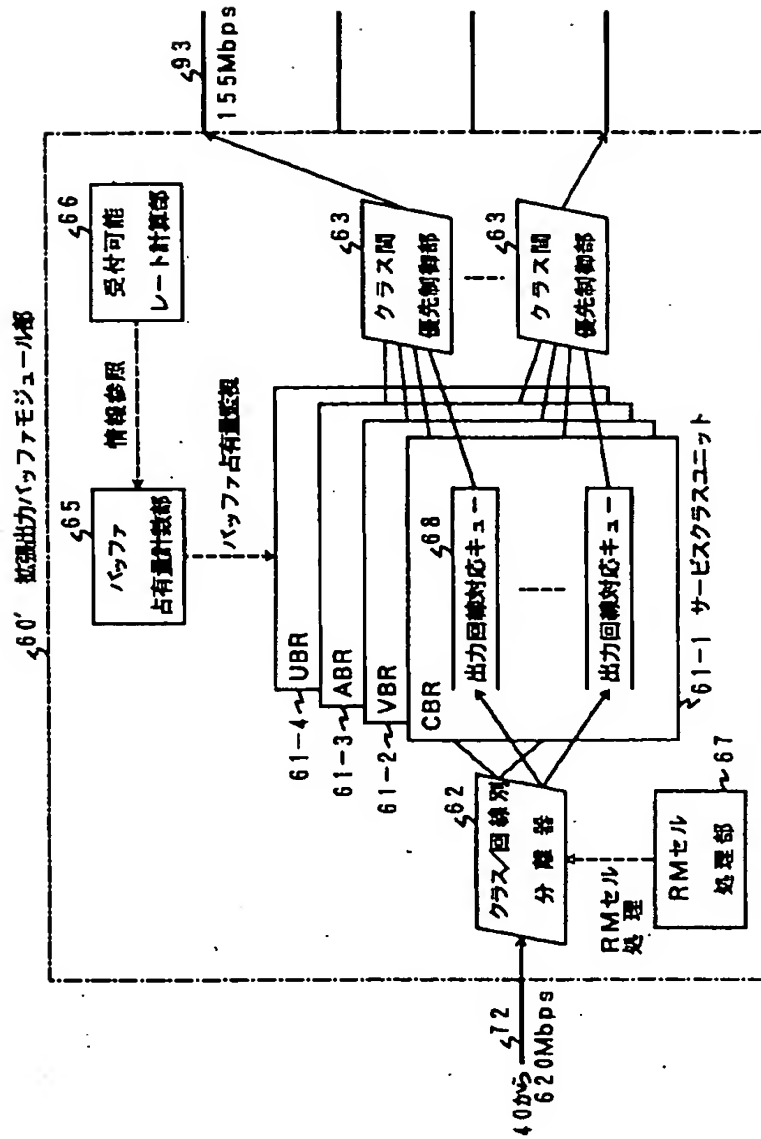 60′ 拡張出力バッファモジュール部
65
バッファ
占有量計数部
情報参照
66
受付可能
レート計算部
93
155Mbps
バッファ占有量監視
61-4 UBR
61-3 ABR
61-2 VBR
CBR
68
出力回線対応キュー
出力回線対応キュー
61-1 サービスクラスユニット
63
クラス間
優先制御部
63
クラス間
優先制御部
62
クラス/回線別
分離器
RMセル
処理
67
RMセル
処理部
72
40から
620Mbps